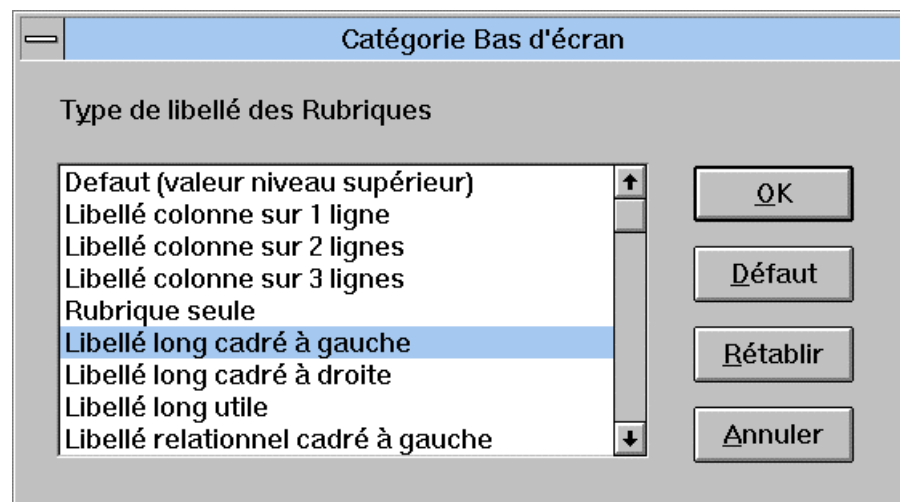 Catégorie Bas d'écran
Type de libellé des Rubriques
Defaut (valeur niveau supérieur)
Libellé colonne sur 1 ligne
Libellé colonne sur 2 lignes
Libellé colonne sur 3 lignes
Rubrique seule
Libellé long cadré à gauche
Libellé long cadré à droite
Libellé long utile
Libellé relationnel cadré à gauche
OK
Défaut
Rétablir
Annuler